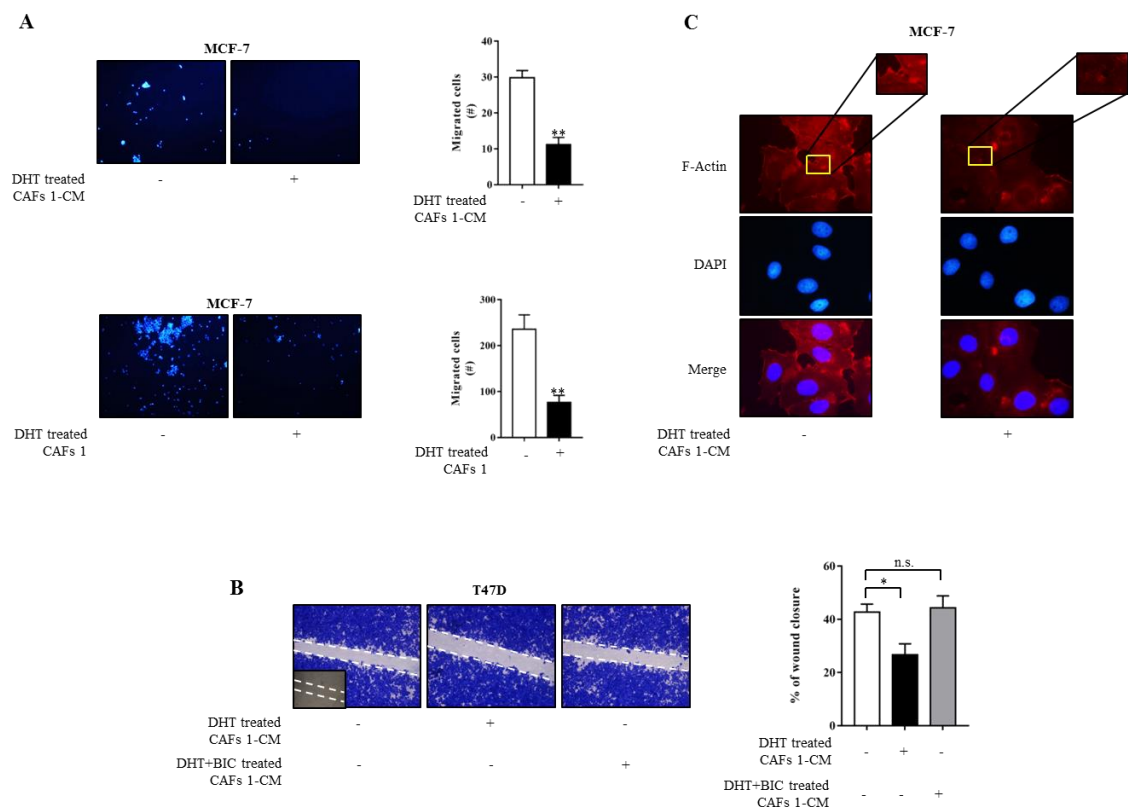 A
MCF-7
DHT treated
CAFs 1-CM
-
+
Migrated cells
(#)
40
30
20
10
0
**
DHT treated
CAFs 1-CM
-
+
MCF-7
DHT treated
CAFs 1
-
+
Migrated cells
(#)
300
200
100
0
**
DHT treated
CAFs 1
-
+
C
MCF-7
F-Actin
DAPI
Merge
DHT treated
CAFs 1-CM
-
+
B
T47D
DHT treated
CAFs 1-CM
- + -
DHT+BIC treated
CAFs 1-CM
- - +
% of wound closure
60
40
20
0
n.s.
*
DHT treated
CAFs 1-CM
- + -
DHT+BIC treated
CAFs 1-CM
- - +